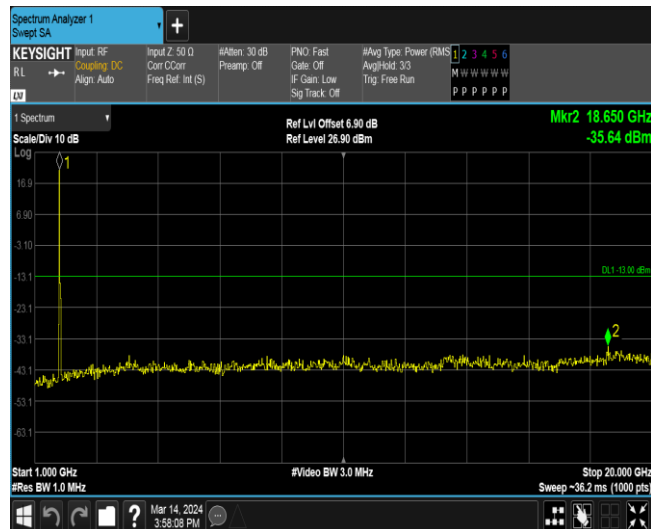 Spectrum Analyzer 1
Swept SA
KEYSIGHT
RL
LXI
Input: RF
Coupling: DC
Align: Auto
Input Z: 50 Ω
Corr CCorr
Freq Ref: Int (S)
#Atten: 30 dB
Preamp: Off
PNO: Fast
Gate: Off
IF Gain: Low
Sig Track: Off
#Avg Type: Power (RMS
Avg|Hold: 3/3
Trig: Free Run
1 2 3 4 5 6
M W W W W W
P P P P P P
1 Spectrum
Scale/Div 10 dB
Ref Lvl Offset 6.90 dB
Ref Level 26.90 dBm
Mkr2 18.650 GHz
-35.64 dBm
Log
1
16.9
6.90
-3.10
-13.1
DL1 -13.00 dBm
-23.1
-33.1
2
-43.1
-53.1
-63.1
Start 1.000 GHz
#Video BW 3.0 MHz
Stop 20.000 GHz
#Res BW 1.0 MHz
Sweep ~36.2 ms (1000 pts)
?
Mar 14, 2024
3:58:08 PM